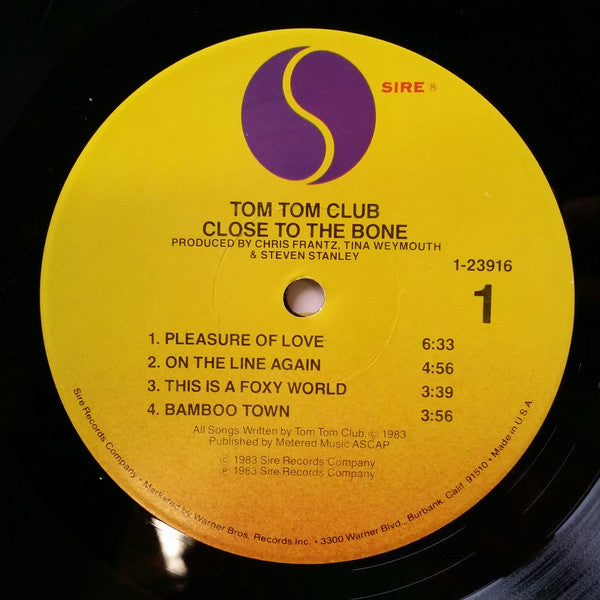 SIRE ®
TOM TOM CLUB
CLOSE TO THE BONE
PRODUCED BY CHRIS FRANTZ, TINA WEYMOUTH
& STEVEN STANLEY
1-23916
1
1. PLEASURE OF LOVE 6:33
2. ON THE LINE AGAIN 4:56
3. THIS IS A FOXY WORLD 3:39
4. BAMBOO TOWN 3:56
All Songs Written by Tom Tom Club. © 1983
Published by Metered Music ASCAP
© 1983 Sire Records Company
℗ 1983 Sire Records Company
Sire Records Company • Marketed by Warner Bros. Records Inc. • 3300 Warner Blvd., Burbank, Calif. 91510 • Made in U.S.A.